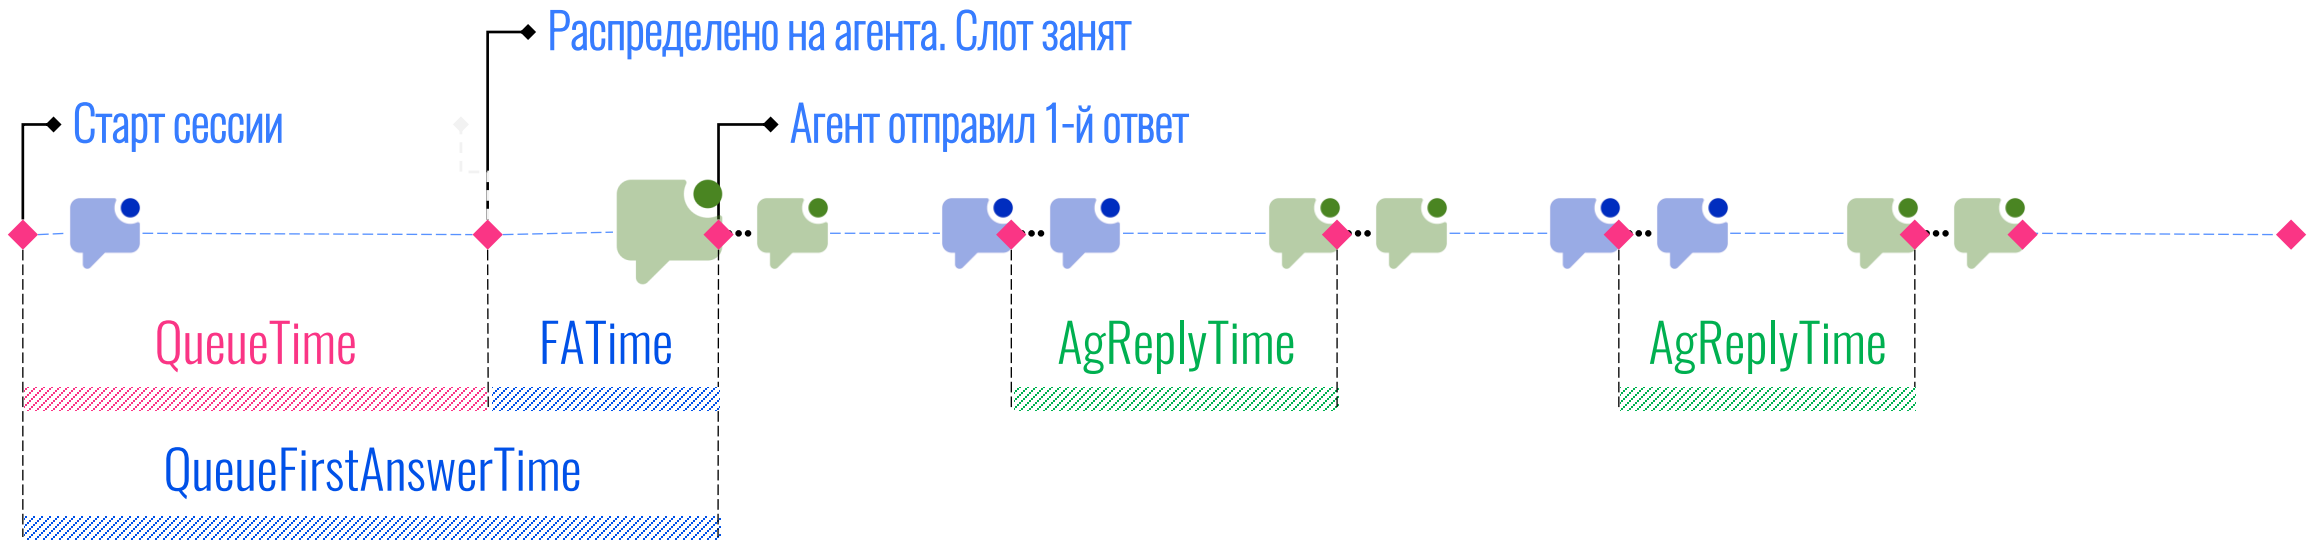 Распределено на агента. Слот занят
Старт сессии
Агент отправил 1-й ответ
QueueTime
FATime
AgReplyTime
AgReplyTime
QueueFirstAnswerTime